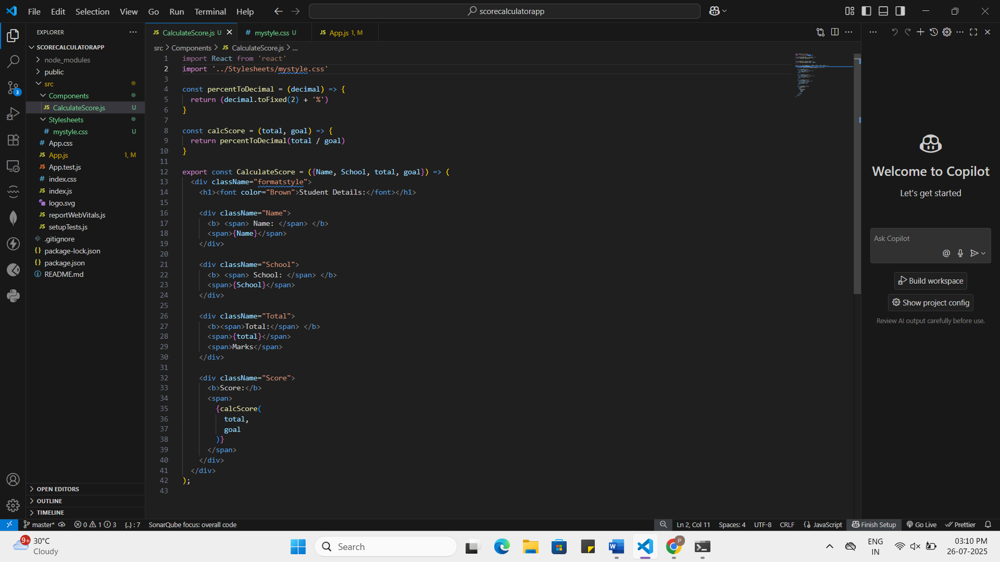 File Edit Selection View Go Run Terminal Help
scorecalculatorapp
EXPLORER
SCORECALCULATORAPP
node_modules
public
src
Components
CalculateScore.js U
Stylesheets
mystyle.css U
App.css
App.js 1, M
App.test.js
index.css
index.js
logo.svg
reportWebVitals.js
setupTests.js
.gitignore
package-lock.json
package.json
README.md
OPEN EDITORS
OUTLINE
TIMELINE
3
CalculateScore.js U
mystyle.css U
App.js 1, M
src > Components > JS CalculateScore.js > ...
1 import React from 'react'
2 import '../Stylesheets/mystyle.css'
3
4 const percentToDecimal = (decimal) => {
5 return (decimal.toFixed(2) + '%')
6 }
7
8 const calcScore = (total, goal) => {
9 return percentToDecimal(total / goal)
10 }
11
12 export const CalculateScore = ({Name, School, total, goal}) => (
13 <div className="formatstyle">
14 <h1><font color="Brown">Student Details:</font></h1>
15
16 <div className="Name">
17 <b> <span> Name: </span> </b>
18 <span>{Name}</span>
19 </div>
20
21 <div className="School">
22 <b> <span> School: </span> </b>
23 <span>{School}</span>
24 </div>
25
26 <div className="Total">
27 <b><span>Total:</span> </b>
28 <span>{total}</span>
29 <span>Marks</span>
30 </div>
31
32 <div className="Score">
33 <b>Score:</b>
34 <span>
35 {calcScore(
36 total,
37 goal
38 )}
39 </span>
40 </div>
41 </div>
42 );
43
Welcome to Copilot
Let's get started
Ask Copilot
Build workspace
Show project config
Review AI output carefully before use.
master* 0 1 3 {..} : 7 SonarQube focus: overall code
Ln 2, Col 11 Spaces: 4 UTF-8 CRLF {} JavaScript Finish Setup Go Live Prettier
9+ 30°C
Cloudy
Search
P
ENG
IN
03:10 PM
26-07-2025